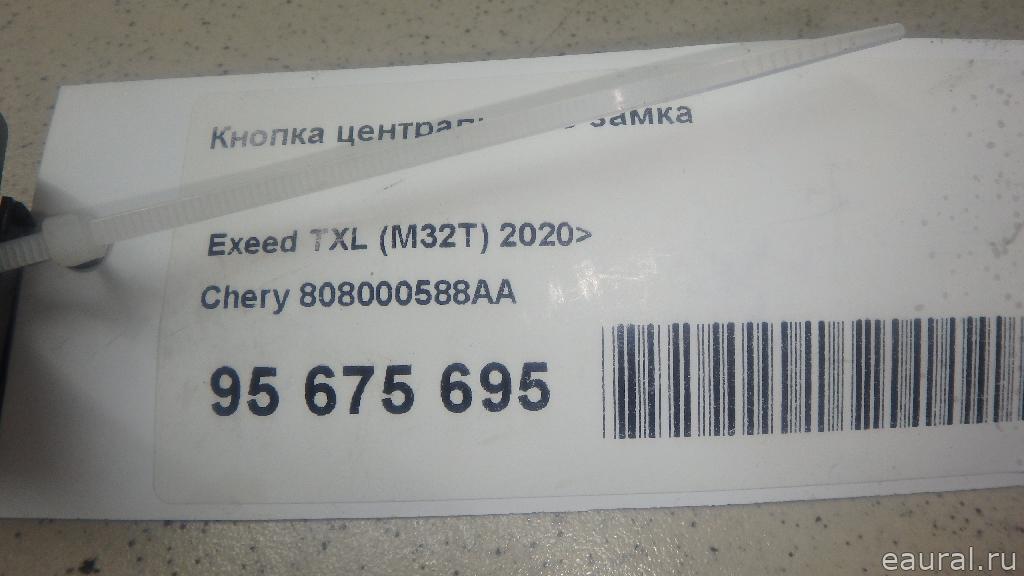 Кнопка замка
Exeed TXL (M32T) 2020>
Chery 808000588AA
95 675 695
eaural.ru